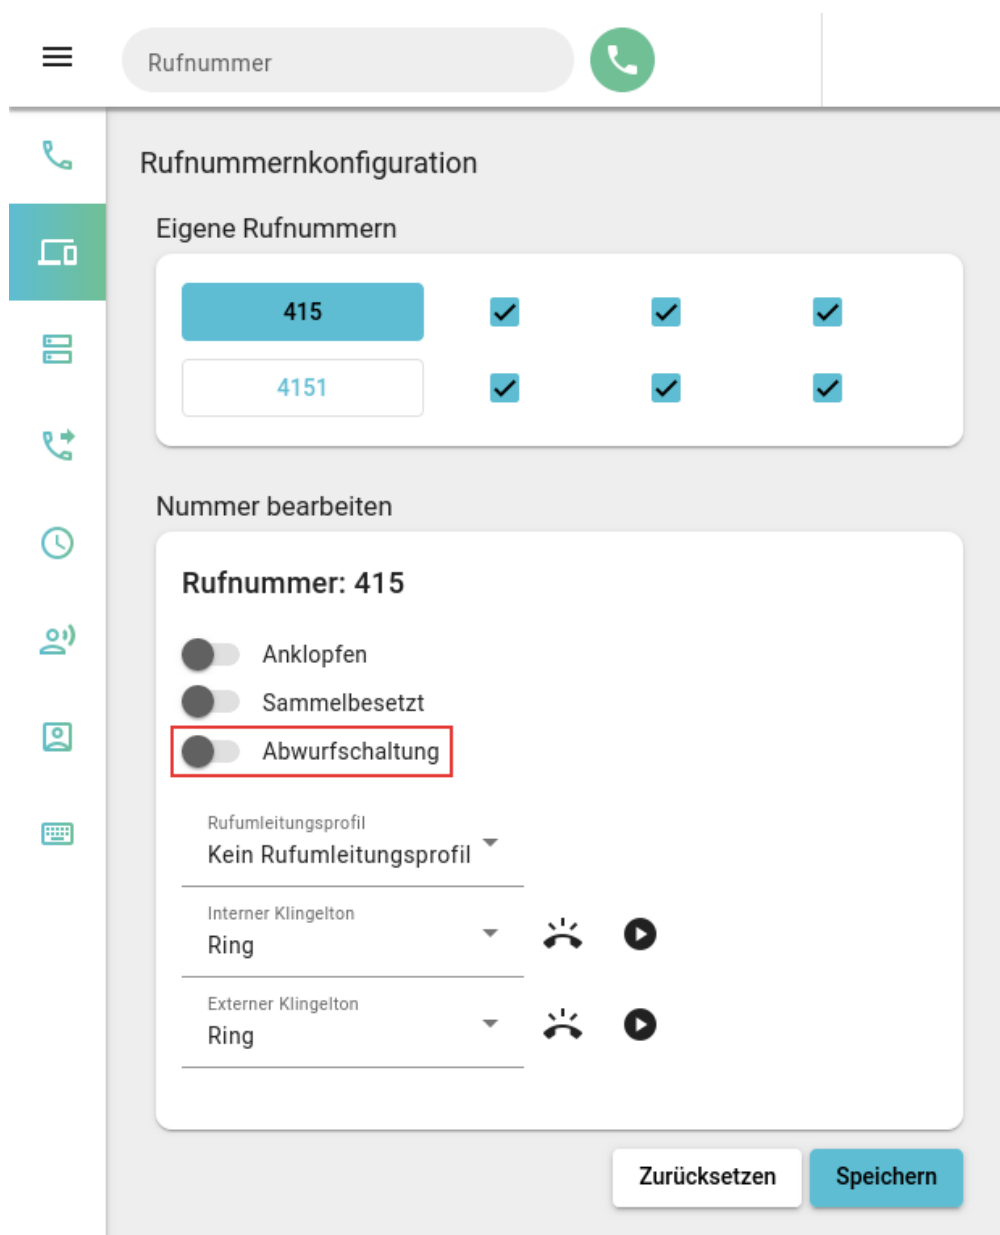 Rufnummer
Rufnummernkonfiguration
Eigene Rufnummern
415
4151
Nummer bearbeiten
Rufnummer: 415
Anklopfen
Sammelbesetzt
Abwurfschaltung
Rufumleitungsprofil
Kein Rufumleitungsprofil
Interner Klingelton
Ring
Externer Klingelton
Ring
Zurücksetzen
Speichern